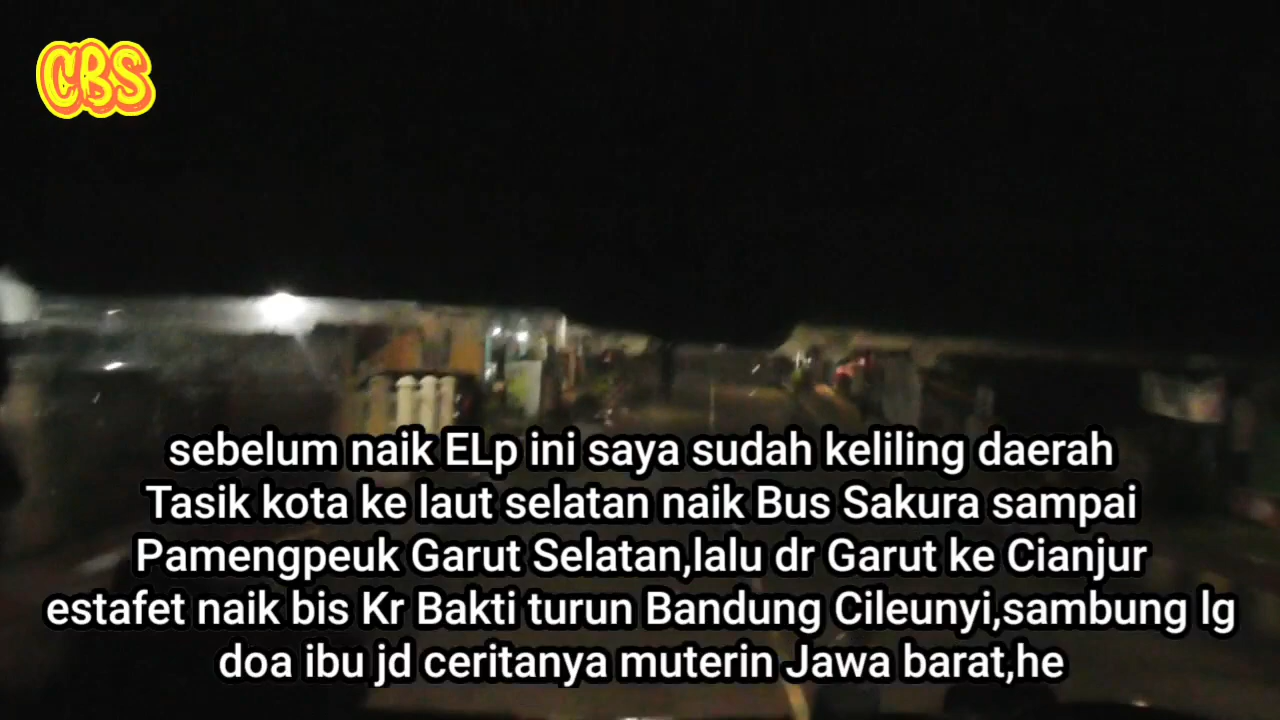 CBS
sebelum naik ELp ini saya sudah keliling daerah
Tasik kota ke laut selatan naik Bus Sakura sampai
Pamengpeuk Garut Selatan,lalu dr Garut ke Cianjur
estafet naik bis Kr Bakti turun Bandung Cileunyi,sambung lg
doa ibu jd ceritanya muterin Jawa barat,he